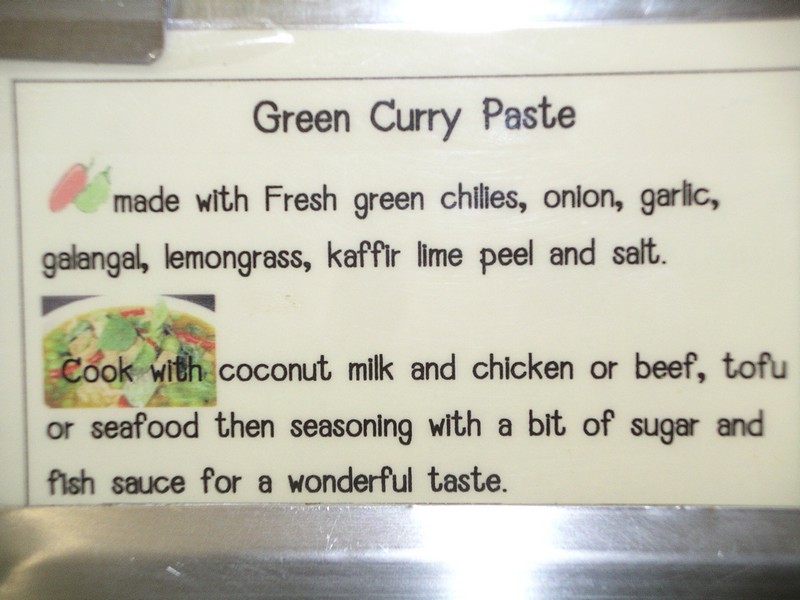 Green Curry Paste
made with Fresh green chilies, onion, garlic,
galangal, lemongrass, kaffir lime peel and salt.
Cook with coconut milk and chicken or beef, tofu
or seafood then seasoning with a bit of sugar and
fish sauce for a wonderful taste.